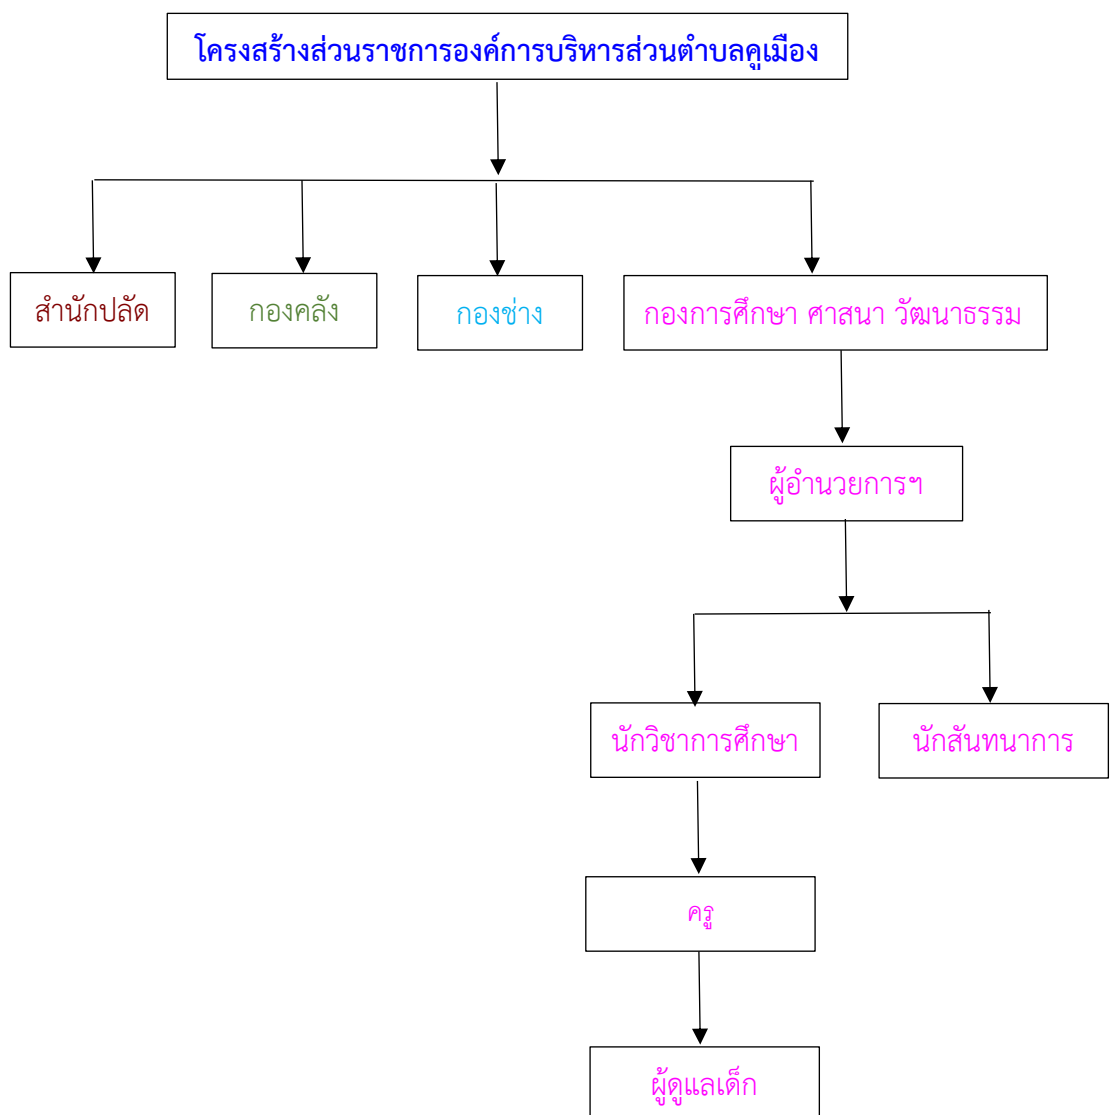 โครงสร้างส่วนราชการองค์การบริหารส่วนตำบลคูเมือง
สำนักปลัด
กองคลัง
กองช่าง
กองการศึกษา ศาสนา วัฒนาธรรม
ผู้อำนวยการฯ
นักวิชาการศึกษา
นักสันทนาการ
ครู
ผู้ดูแลเด็ก